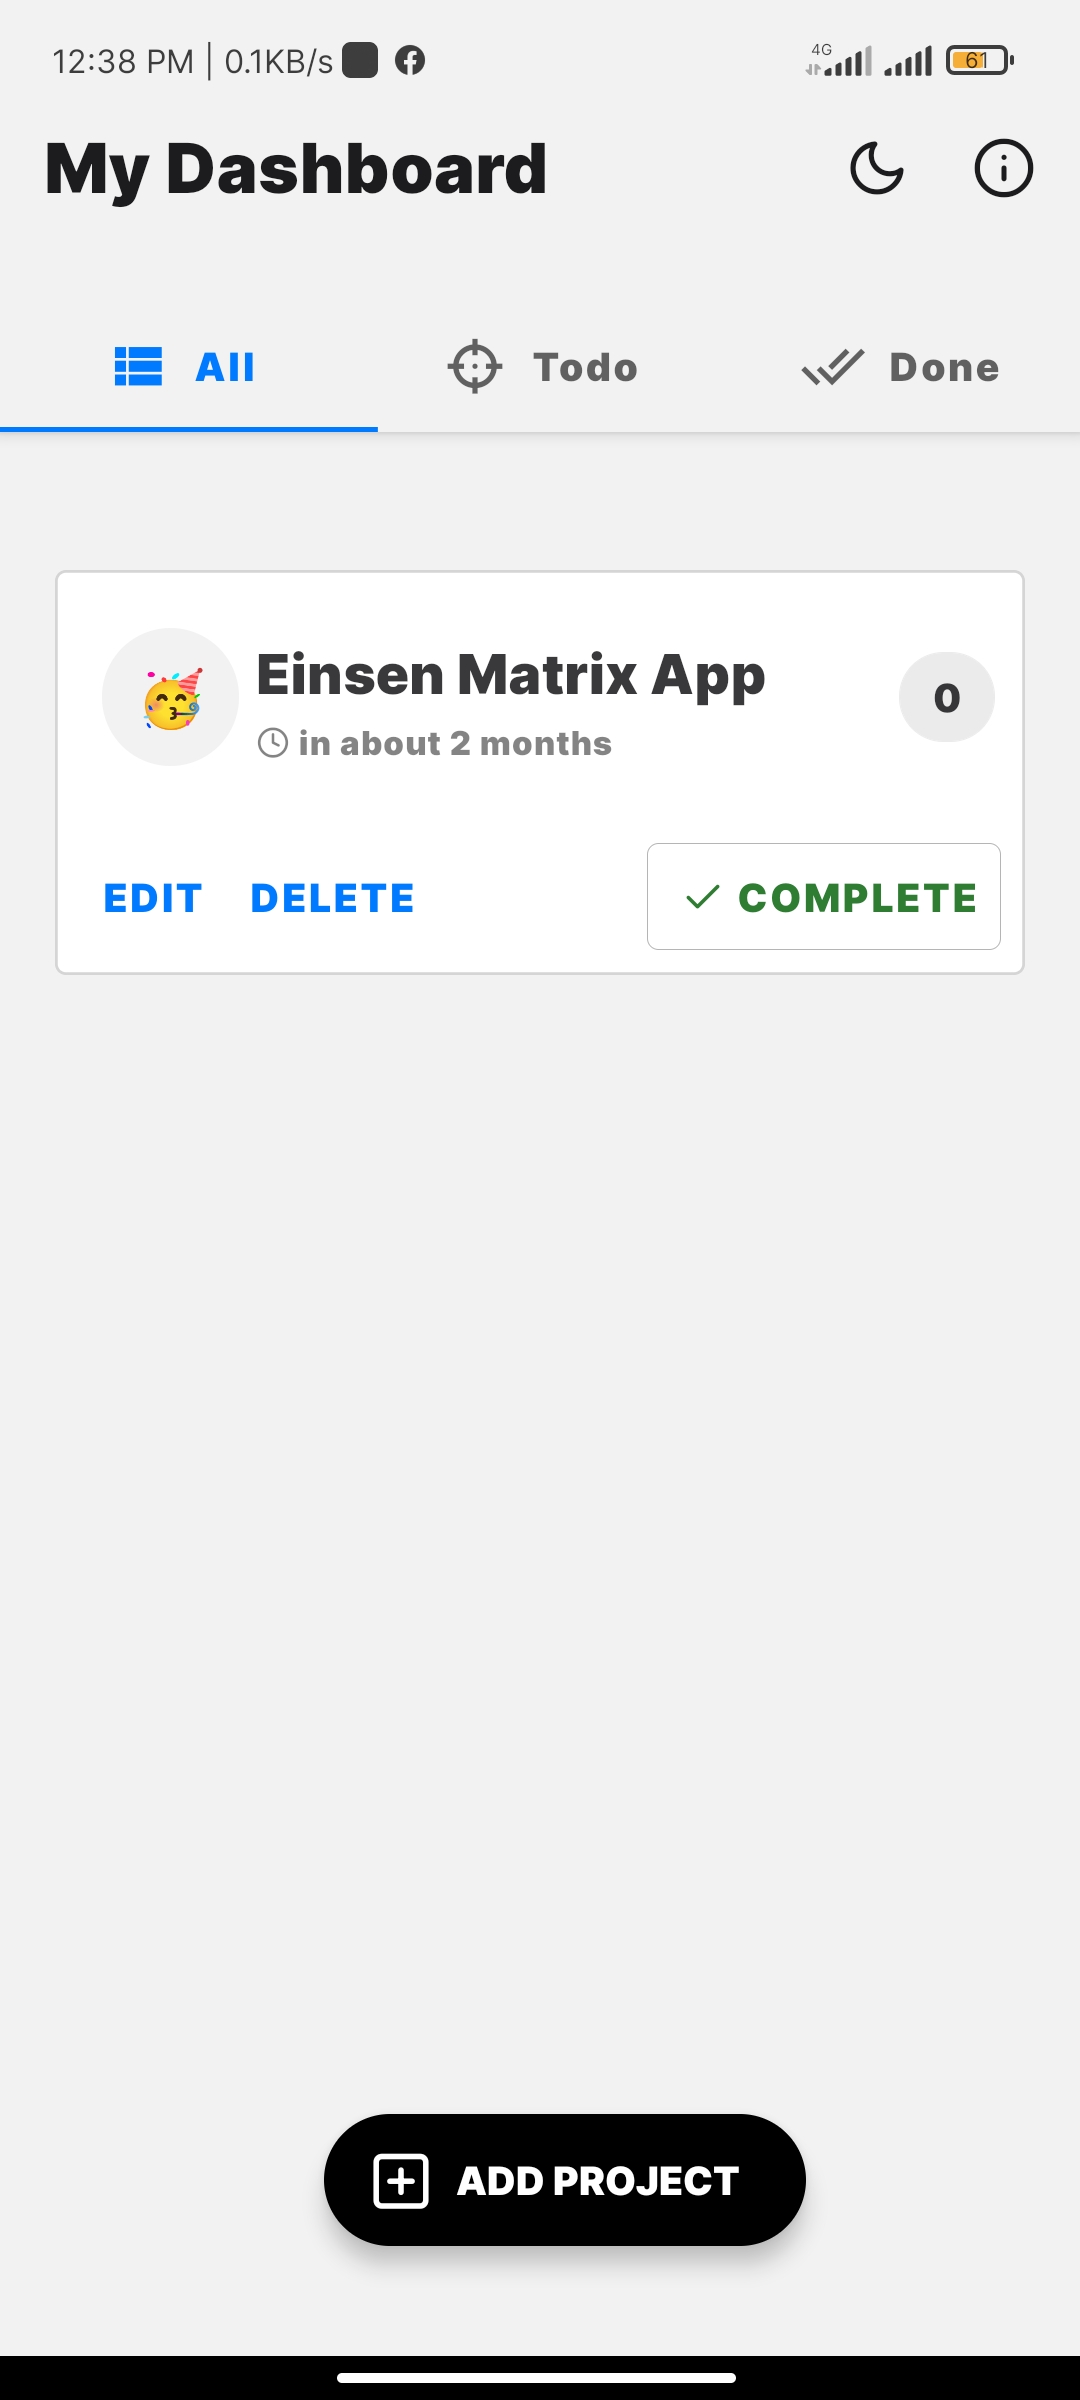 12:38 PM | 0.1KB/s 4G 61
My Dashboard
All Todo Done
Einsen Matrix App
in about 2 months
0
EDIT DELETE COMPLETE
ADD PROJECT